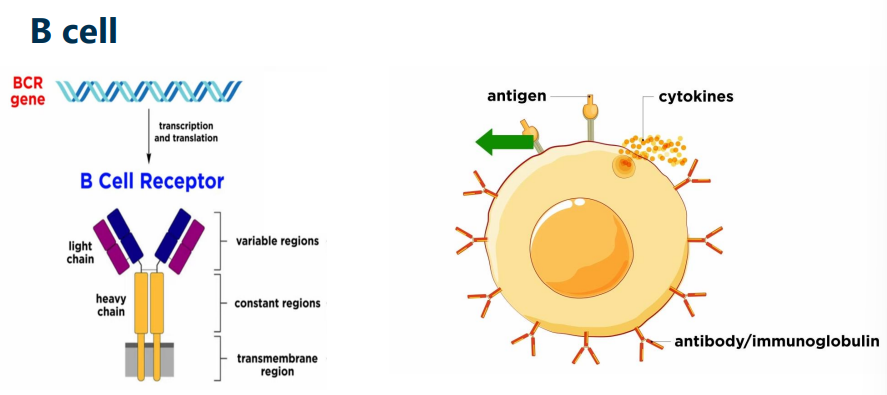 B cell
BCR
gene
transcription
and translation
B Cell Receptor
light
chain
variable regions
heavy
chain
constant regions
transmembrane
region
antigen
cytokines
antibody/immunoglobulin